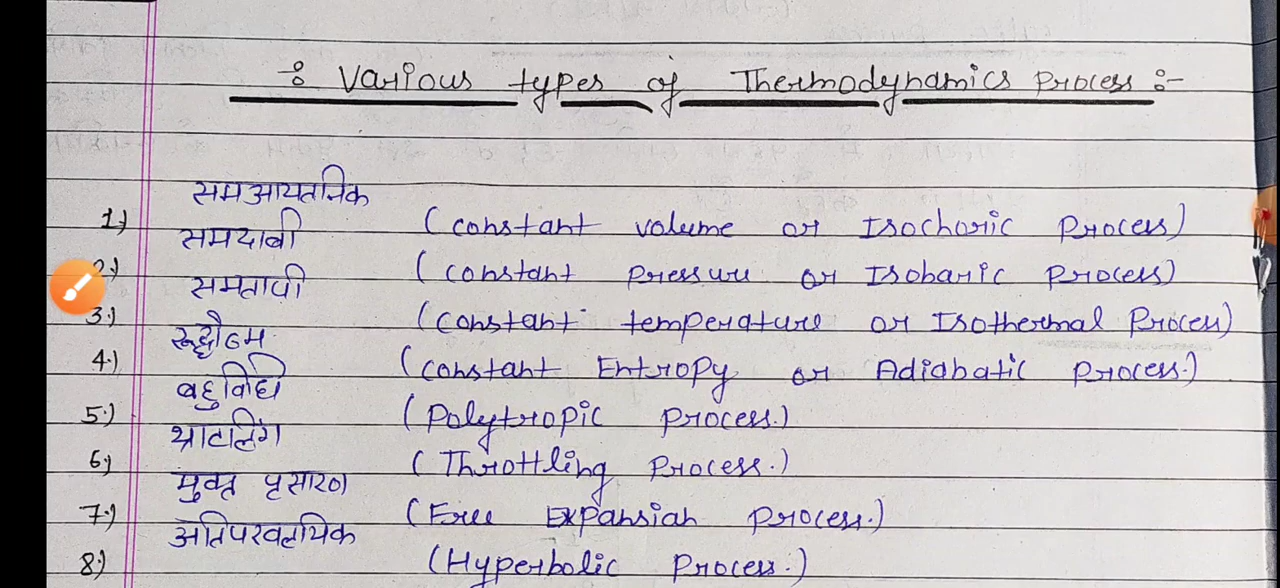 :- Various types of Thermodynamics Process :-
1.) समआयतनिक (constant volume or Isochoric Process)
2.) समदाबी (constant Pressure or Isobaric Process)
3.) समतापी (constant temperature or Isothermal Process)
4.) रूद्धोष्म (constant Entropy or Adiabatic Process.)
5.) बहुविधि (Polytropic Process.)
6.) थ्राटलिंग (Throttling Process.)
7.) मुक्त प्रसारण (Free Expansion Process.)
8.) अतिपरवलयिक (Hyperbolic Process.)